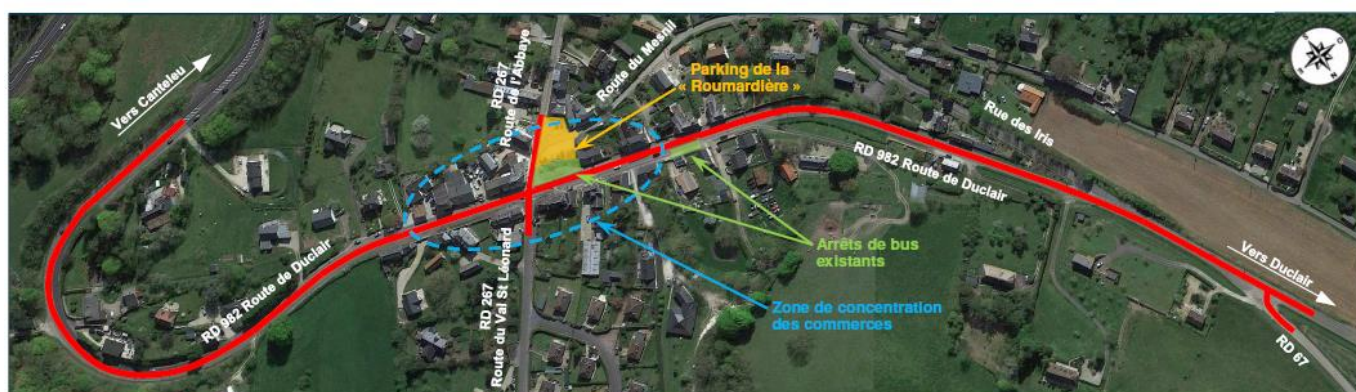 Vers Canteleu
RD 267
Route de l'Abbaye
Route du Mesnil
Parking de la
« Roumardière »
Rue des Iris
RD 982 Route de Duclair
Arrêts de bus
existants
Vers Duclair
RD 982 Route de Duclair
RD 267
Route du Val St Léonard
Zone de concentration
des commerces
RD 67